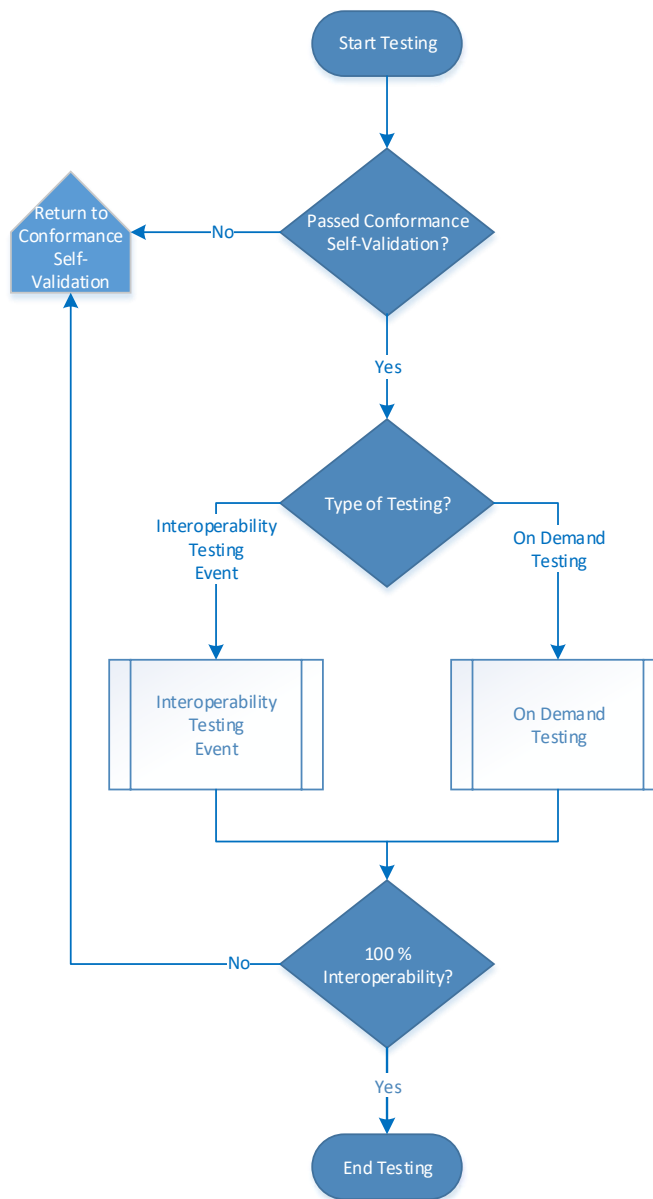 Start Testing
Passed Conformance
Self-Validation?
No
Return to
Conformance
Self-
Validation
Yes
Type of Testing?
Interoperability
Testing
Event
On Demand
Testing
Interoperability
Testing
Event
On Demand
Testing
100 %
Interoperability?
No
Yes
End Testing